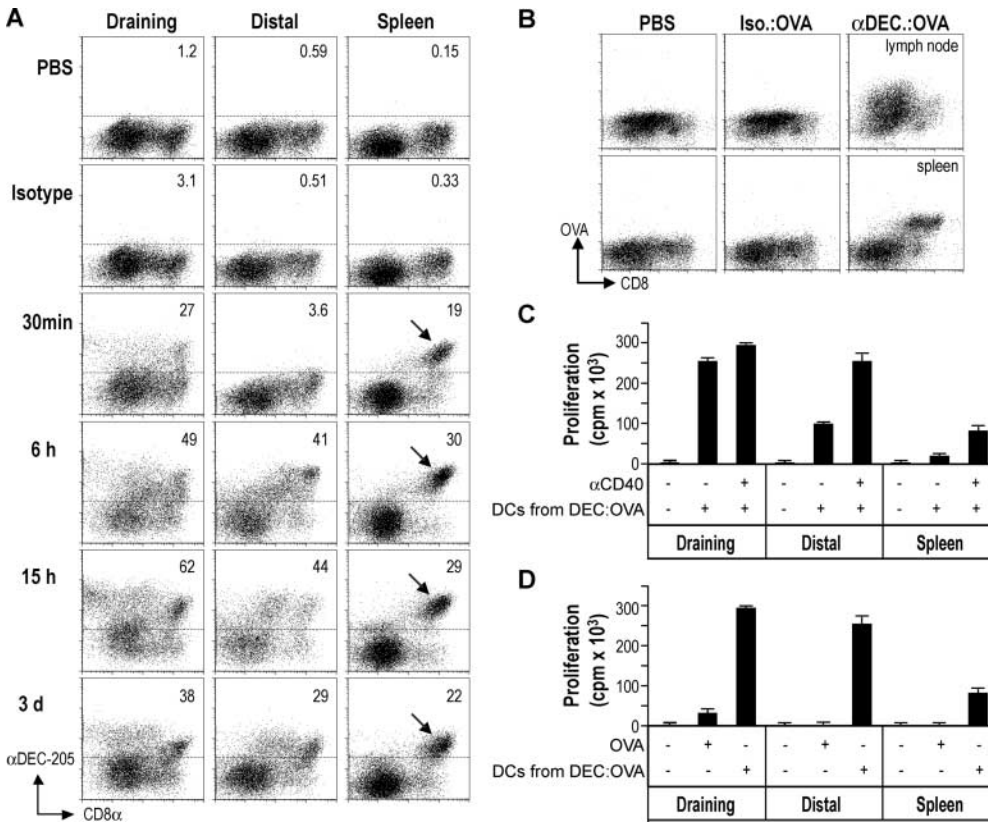 A
Draining Distal Spleen
PBS
1.2 0.59 0.15
Isotype
3.1 0.51 0.33
30min
27 3.6 19
6 h
49 41 30
15 h
62 44 29
3 d
38 29 22
αDEC-205
CD8α
B
PBS Iso.:OVA αDEC.:OVA
lymph node
spleen
OVA
CD8
C
Proliferation
(cpm x 10³)
300
200
100
0
αCD40 - - + - - + - - +
DCs from DEC:OVA - + + - + + - + +
Draining Distal Spleen
D
Proliferation
(cpm x 10³)
300
200
100
0
OVA - + - - + - - + -
DCs from DEC:OVA - - + - - + - - +
Draining Distal Spleen